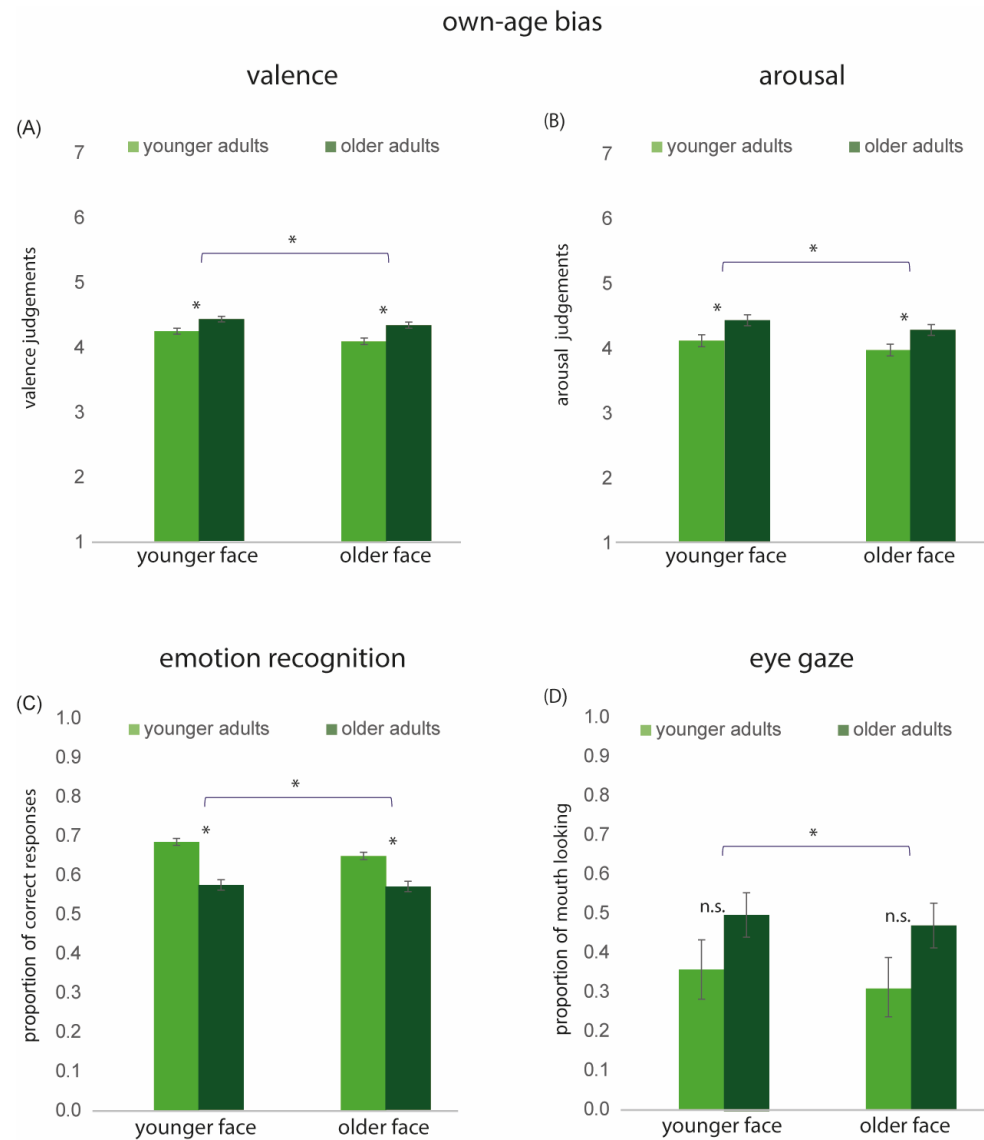 own-age bias
valence
(A)
younger adults older adults
7
6
5
4
3
2
1
valence judgements
*
* *
younger face older face
arousal
(B)
younger adults older adults
7
6
5
4
3
2
1
arousal judgements
*
* *
younger face older face
emotion recognition
(C)
younger adults older adults
1.0
0.9
0.8
0.7
0.6
0.5
0.4
0.3
0.2
0.1
0.0
proportion of correct responses
*
* *
younger face older face
eye gaze
(D)
younger adults older adults
1.0
0.9
0.8
0.7
0.6
0.5
0.4
0.3
0.2
0.1
0.0
proportion of mouth looking
*
n.s. n.s.
younger face older face